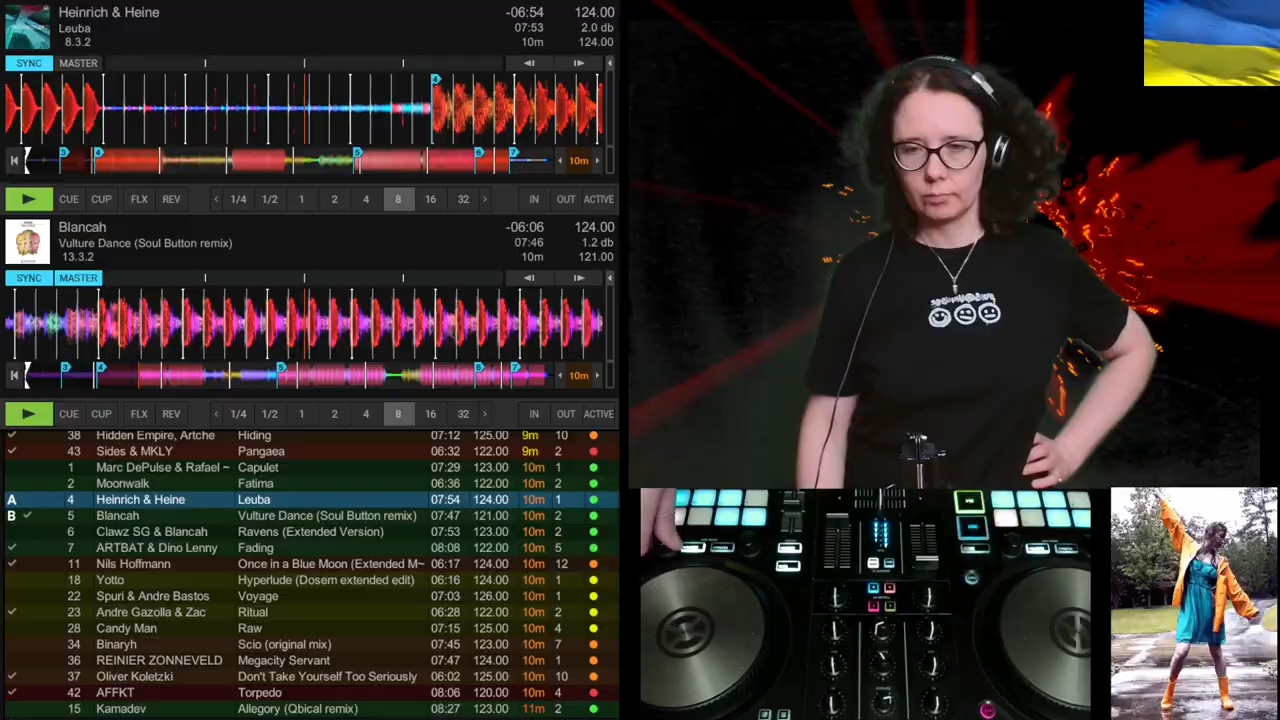 Heinrich & Heine -06:54 124.00
Leuba 07:53 2.0 db
8.3.2 10m 124.00
SYNC MASTER
4
3 4 5 6 7 10m
CUE CUP FLX REV 1/4 1/2 1 2 4 8 16 32 IN OUT ACTIVE
Blancah -06:06 124.00
Vulture Dance (Soul Button remix) 07:46 1.2 db
13.3.2 10m 121.00
SYNC MASTER
3 4 5 6 7 10m
CUE CUP FLX REV 1/4 1/2 1 2 4 8 16 32 IN OUT ACTIVE
38 Hidden Empire, Artche Hiding 07:12 125.00 9m 10
43 Sides & MKLY Pangaea 06:32 122.00 9m 2
1 Marc DePulse & Rafael ~ Capulet 07:29 123.00 10m 1
2 Moonwalk Fatima 06:36 122.00 10m 2
A 4 Heinrich & Heine Leuba 07:54 124.00 10m 1
B 5 Blancah Vulture Dance (Soul Button remix) 07:47 121.00 10m 2
6 Clawz SG & Blancah Ravens (Extended Version) 07:53 122.00 10m 2
7 ARTBAT & Dino Lenny Fading 08:08 122.00 10m 5
11 Nils Hoffmann Once in a Blue Moon (Extended M~ 06:17 124.00 10m 12
18 Yotto Hyperlude (Dosem extended edit) 06:16 124.00 10m 1
22 Spuri & Andre Bastos Voyage 07:03 126.00 10m 1
23 Andre Gazolla & Zac Ritual 06:28 122.00 10m 2
28 Candy Man Raw 07:15 125.00 10m 4
34 Binaryh Scio (original mix) 07:45 123.00 10m 7
36 REINIER ZONNEVELD Megacity Servant 07:47 124.00 10m 1
37 Oliver Koletzki Don't Take Yourself Too Seriously 06:02 125.00 10m 10
42 AFFKT Torpedo 08:06 120.00 10m 4
15 Kamadev Allegory (Qbical remix) 08:27 123.00 11m 2